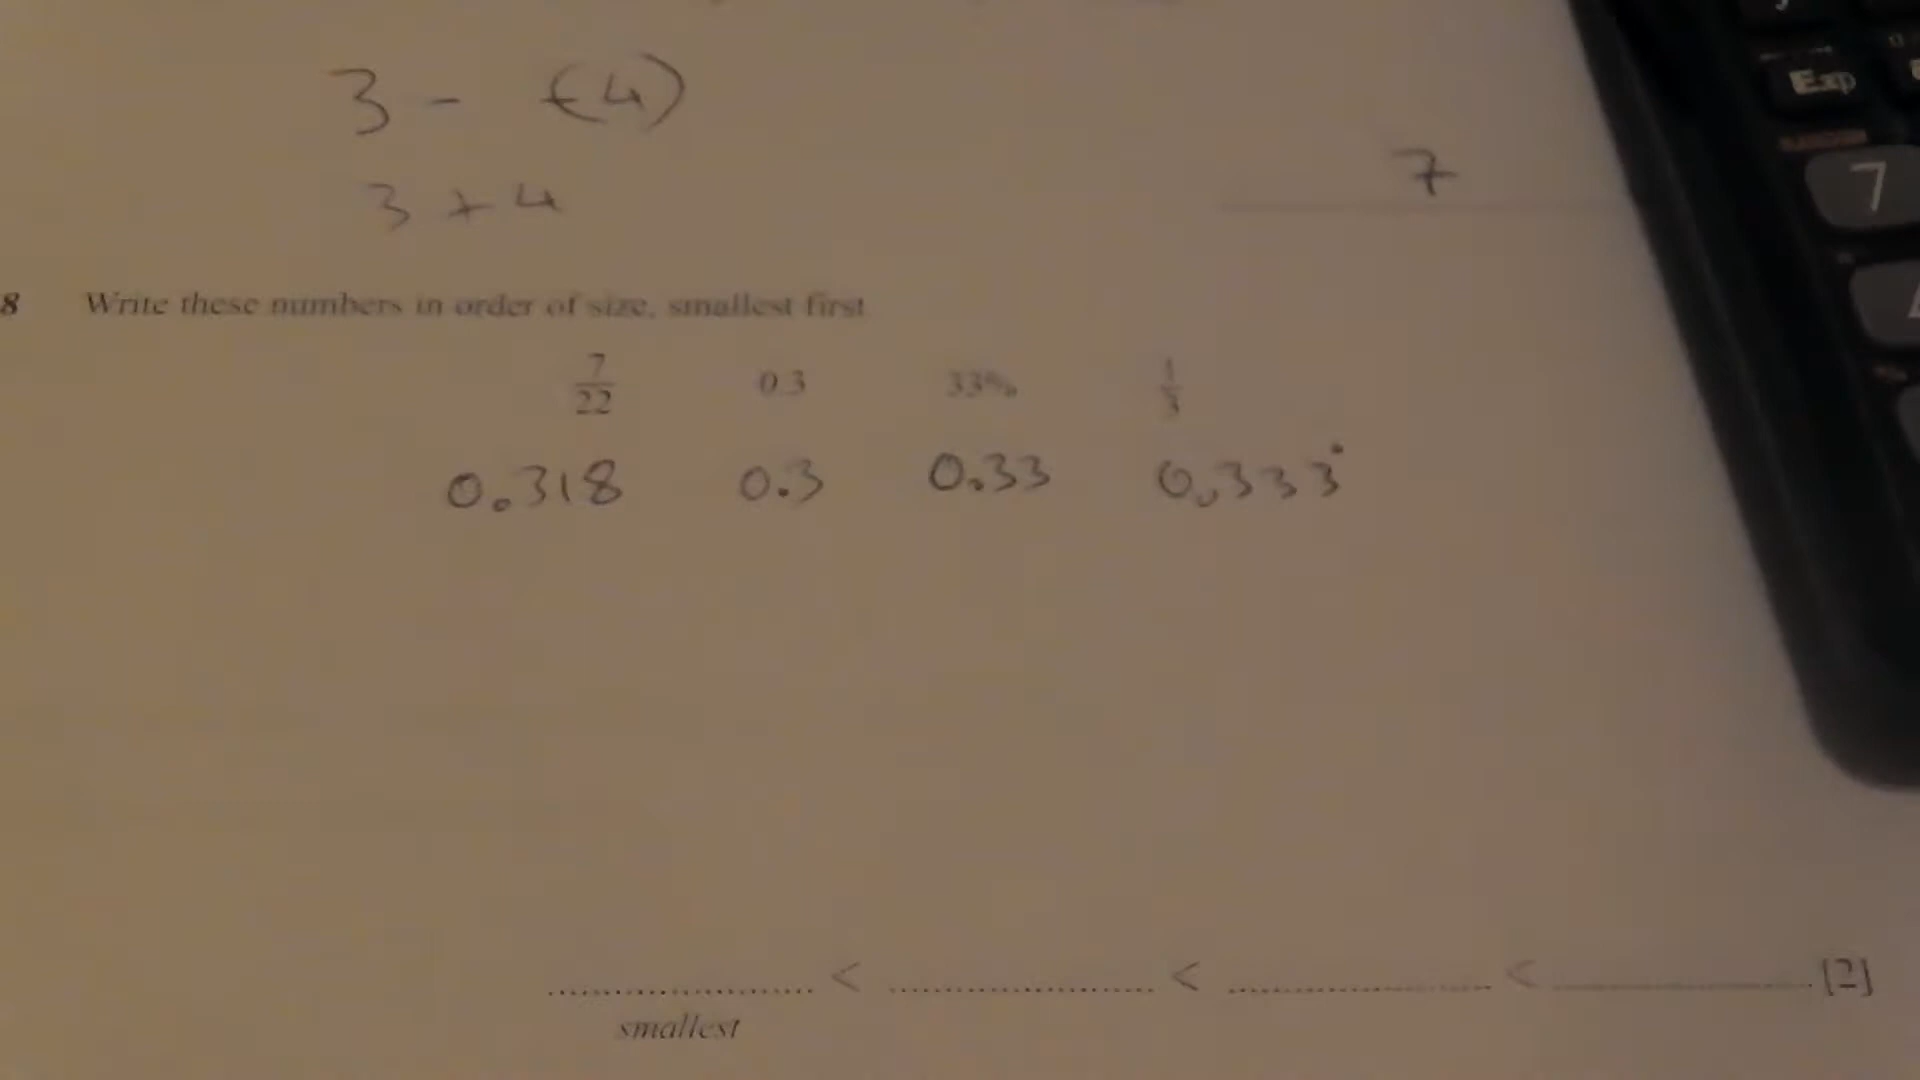 3 - (-4)
3 + 4
7
8 Write these numbers in order of size, smallest first
7/22 0.3 33% 1/3
0.318 0.3 0.33 0.333̇
< < < [2]
smallest
Exp
RANDOM
7